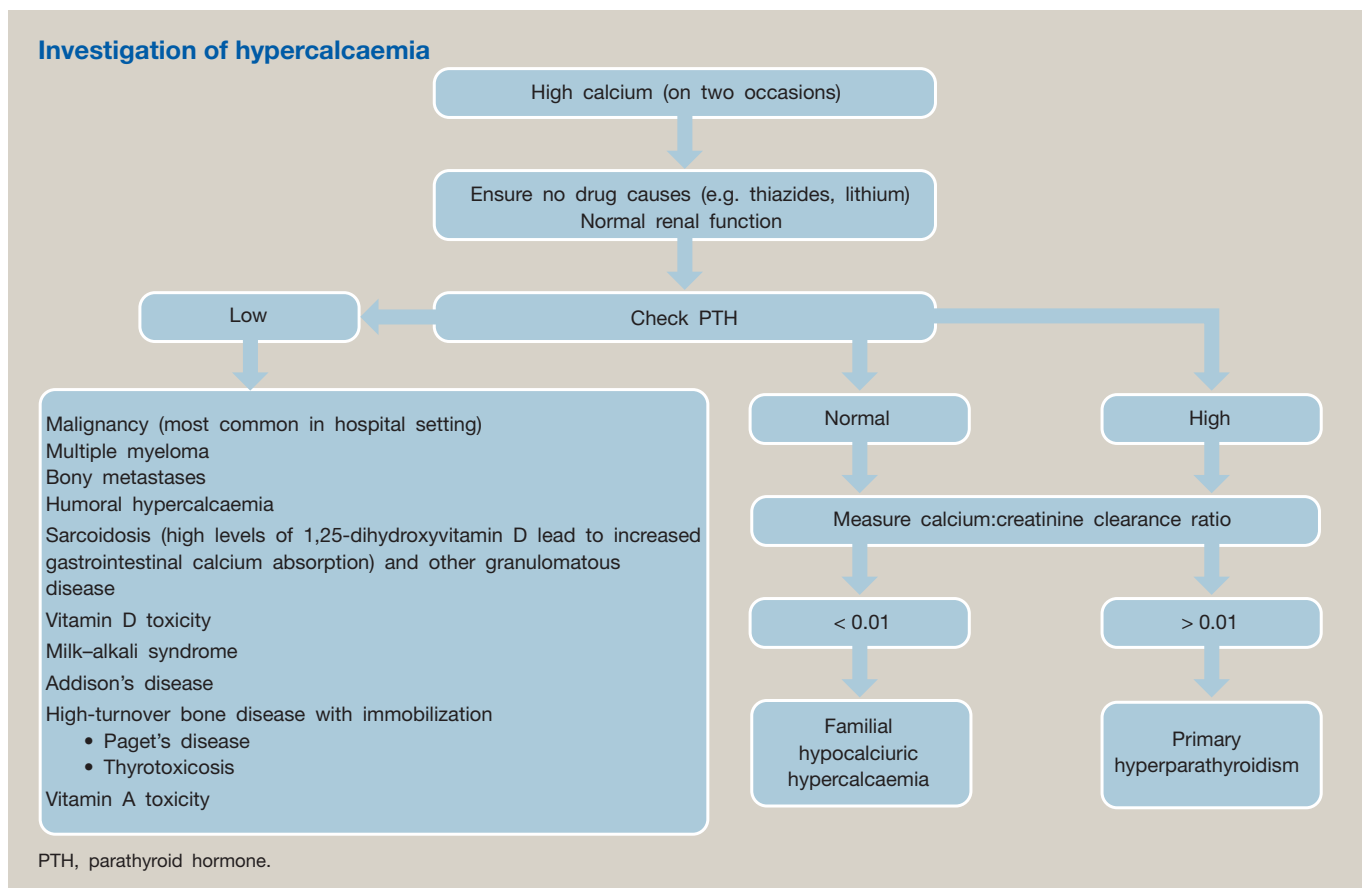 Investigation of hypercalcaemia
High calcium (on two occasions)
Ensure no drug causes (e.g. thiazides, lithium)
Normal renal function
Check PTH
Low
Malignancy (most common in hospital setting)
Multiple myeloma
Bony metastases
Humoral hypercalcaemia
Sarcoidosis (high levels of 1,25-dihydroxyvitamin D lead to increased
gastrointestinal calcium absorption) and other granulomatous
disease
Vitamin D toxicity
Milk–alkali syndrome
Addison's disease
High-turnover bone disease with immobilization
• Paget's disease
• Thyrotoxicosis
Vitamin A toxicity
Normal
High
Measure calcium:creatinine clearance ratio
< 0.01
> 0.01
Familial
hypocalciuric
hypercalcaemia
Primary
hyperparathyroidism
PTH, parathyroid hormone.